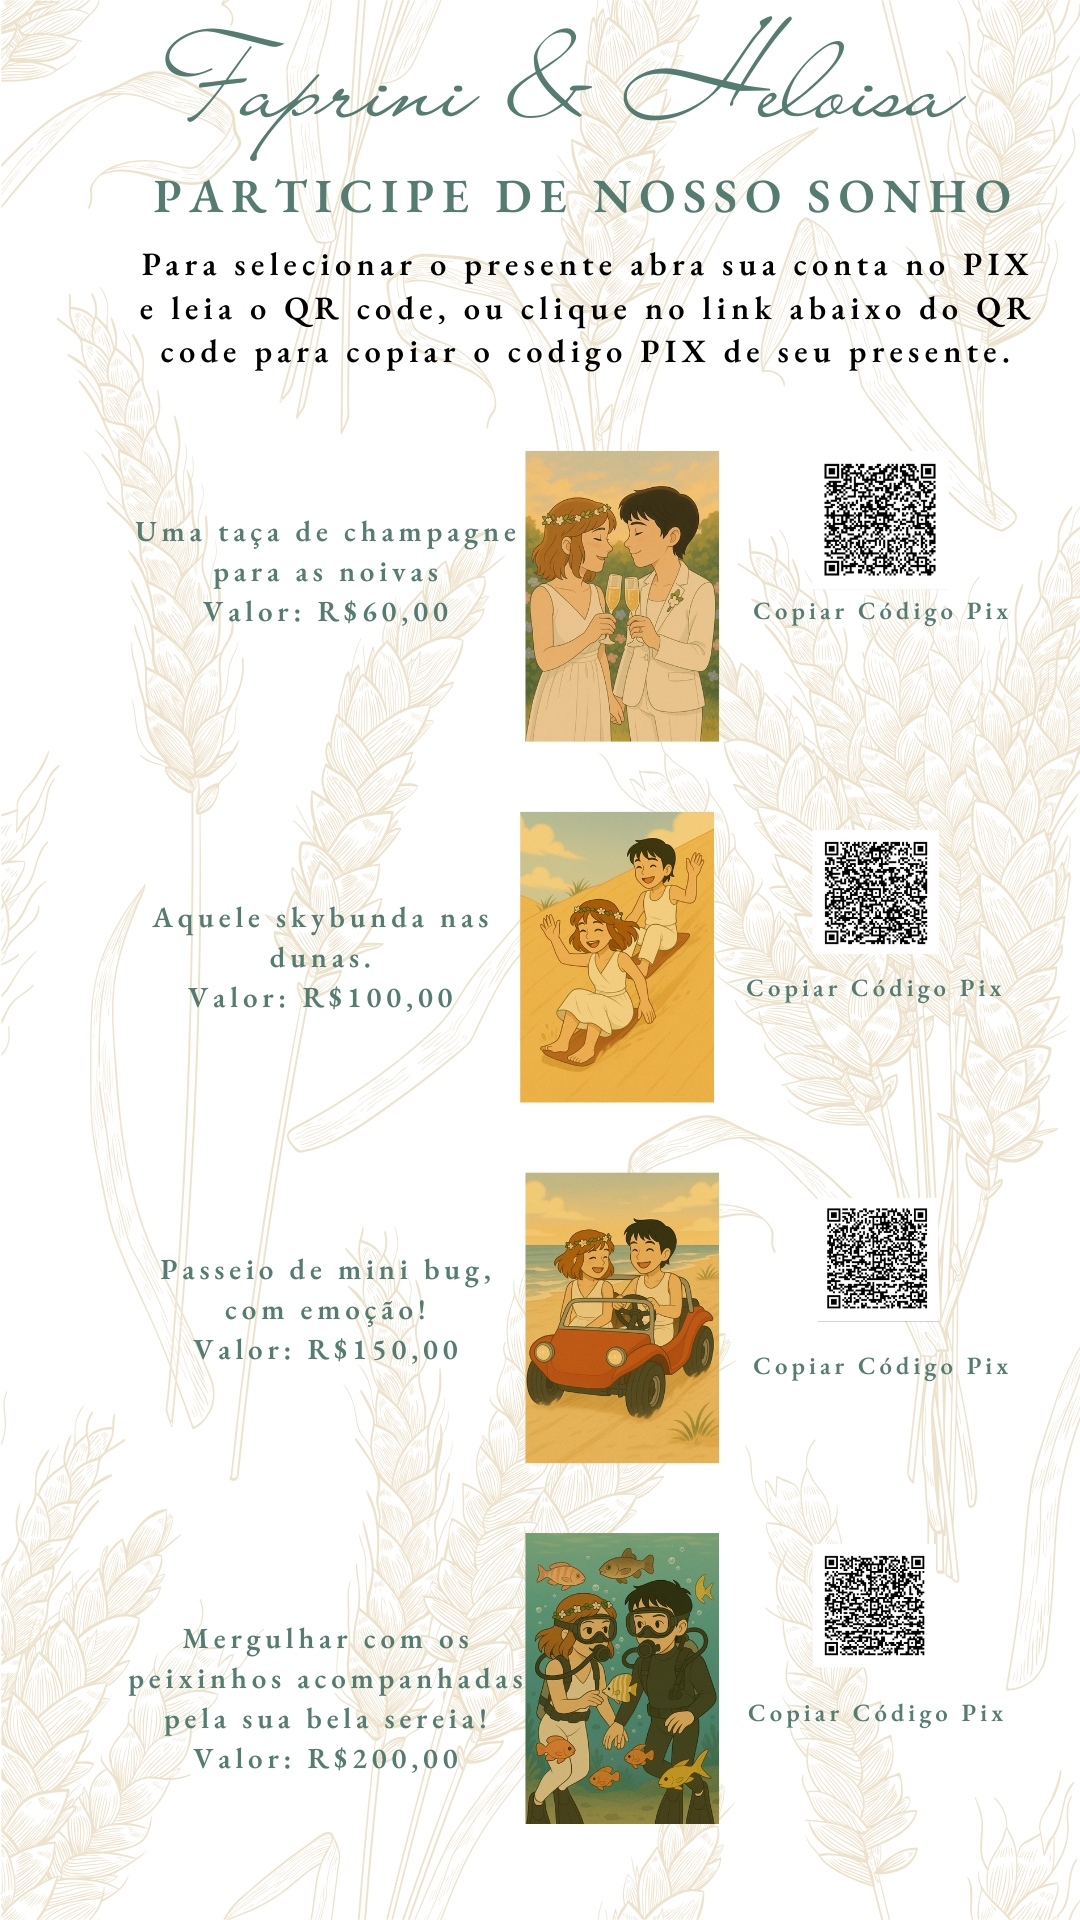 Faprini & Heloisa
PARTICIPE DE NOSSO SONHO
Para selecionar o presente abra sua conta no PIX
e leia o QR code, ou clique no link abaixo do QR
code para copiar o codigo PIX de seu presente.
Uma taça de champagne
para as noivas
Valor: R$60,00
Copiar Código Pix
Aquele skybunda nas
dunas.
Valor: R$100,00
Copiar Código Pix
Passeio de mini bug,
com emoção!
Valor: R$150,00
Copiar Código Pix
Mergulhar com os
peixinhos acompanhadas
pela sua bela sereia!
Valor: R$200,00
Copiar Código Pix